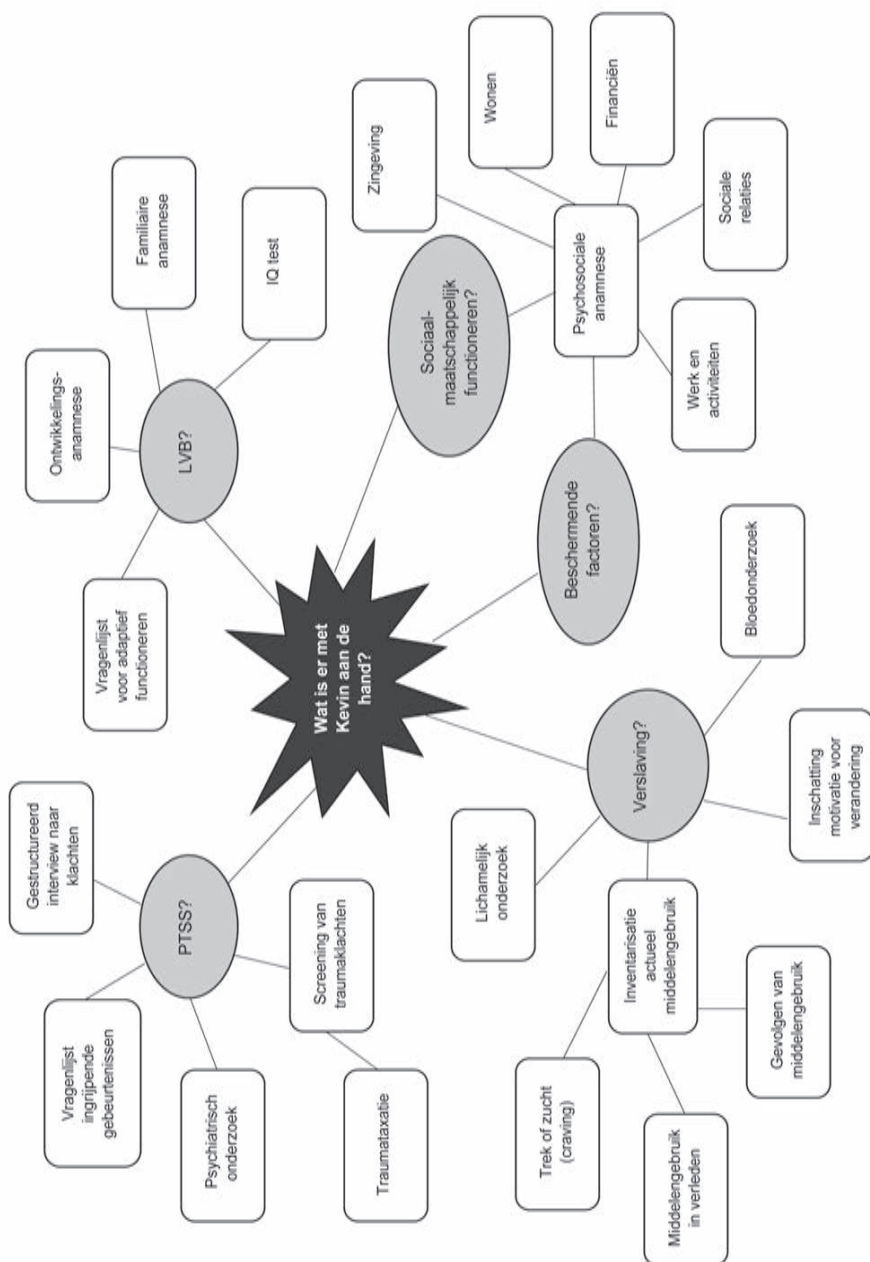 Wat is er met
Kevin aan de
hand?
PTSS?
Vragenlijst
ingrijpende
gebeurtenissen
Gestructureerd
interview naar
klachten
Psychiatrisch
onderzoek
Screening van
traumaklachten
Traumataxatie
LVB?
Vragenlijst
voor adaptief
functioneren
Ontwikkelings-
anamnese
Familiaire
anamnese
IQ test
Sociaal-
maatschappelijk
functioneren?
Psychosociale
anamnese
Zingeving
Wonen
Financiën
Sociale
relaties
Werk en
activiteiten
Beschermende
factoren?
Verslaving?
Lichamelijk
onderzoek
Inventarisatie
actueel
middelengebruik
Trek of zucht
(craving)
Middelengebruik
in verleden
Gevolgen van
middelengebruik
Inschatting
motivatie voor
verandering
Bloedonderzoek